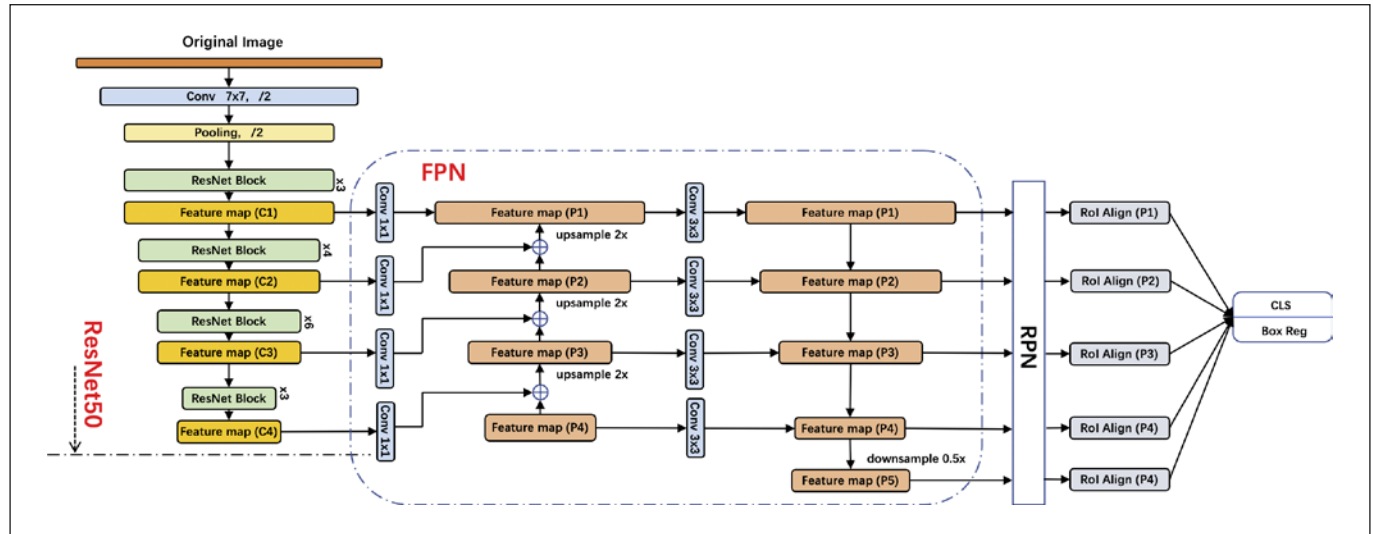 Original Image
Conv 7x7, /2
Pooling, /2
ResNet Block
x3
Feature map (C1)
ResNet Block
x4
Feature map (C2)
ResNet Block
x6
Feature map (C3)
ResNet Block
x3
Feature map (C4)
ResNet50
FPN
Conv 1x1
Conv 1x1
Conv 1x1
Conv 1x1
Feature map (P1)
upsample 2x
Feature map (P2)
upsample 2x
Feature map (P3)
upsample 2x
Feature map (P4)
Conv 3x3
Conv 3x3
Conv 3x3
Conv 3x3
Feature map (P1)
Feature map (P2)
Feature map (P3)
Feature map (P4)
downsample 0.5x
Feature map (P5)
RPN
RoI Align (P1)
RoI Align (P2)
RoI Align (P3)
RoI Align (P4)
RoI Align (P4)
CLS
Box Reg